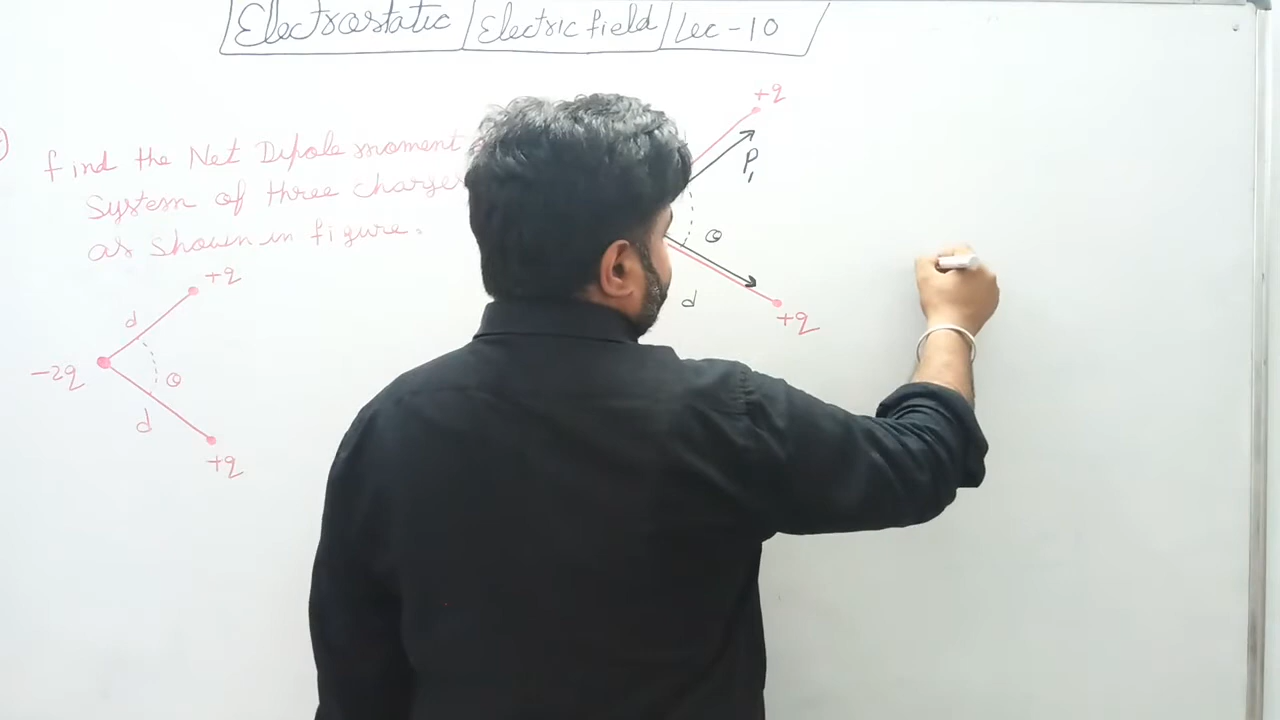 Electrostatic / Electric field / Lec - 10
find the Net Dipole moment
System of three charges
as shown in figure.
+q
d
-2q
θ
d
+q
+q
P₁
θ
d
+q